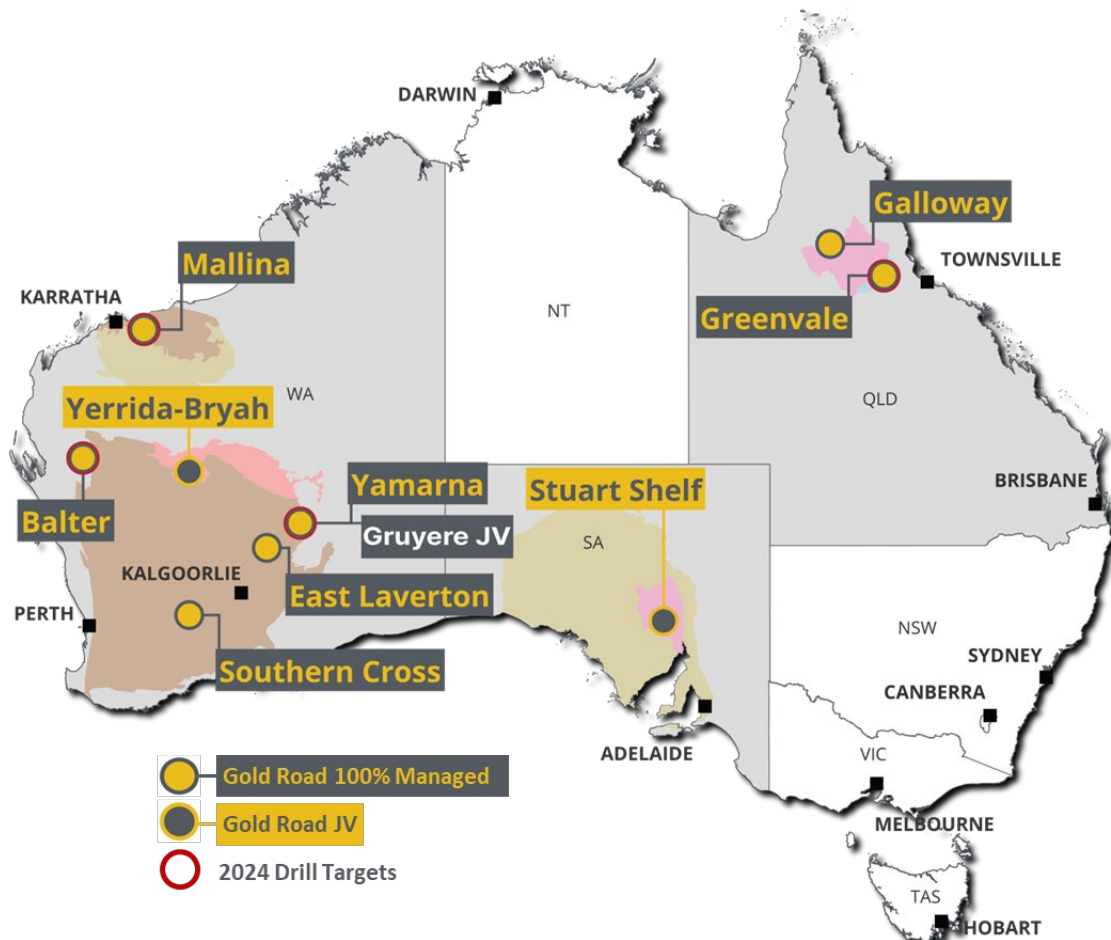 DARWIN
Galloway
TOWNSVILLE
Mallina
KARRATHA
Greenvale
NT
WA
QLD
Yerrida-Bryah
Yamarna
Stuart Shelf
BRISBANE
Balter
Gruyere JV
SA
KALGOORLIE
East Laverton
PERTH
NSW
Southern Cross
SYDNEY
CANBERRA
ADELAIDE
VIC
Gold Road 100% Managed
Gold Road JV
MELBOURNE
2024 Drill Targets
TAS
HOBART